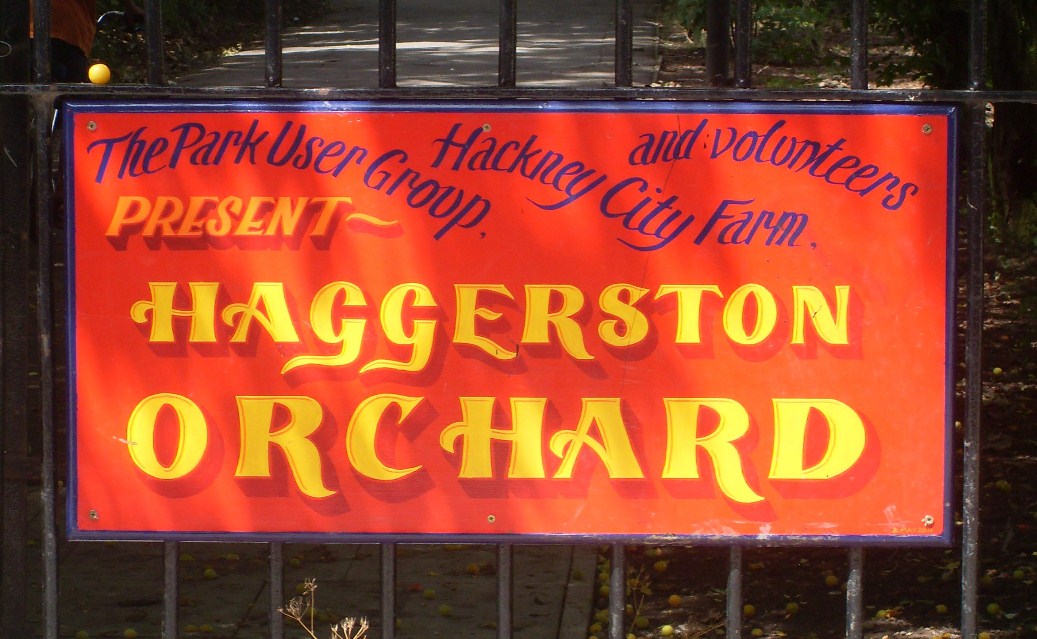 The Park User Group, Hackney City Farm, and volunteers
PRESENT~
HAGGERSTON
ORCHARD